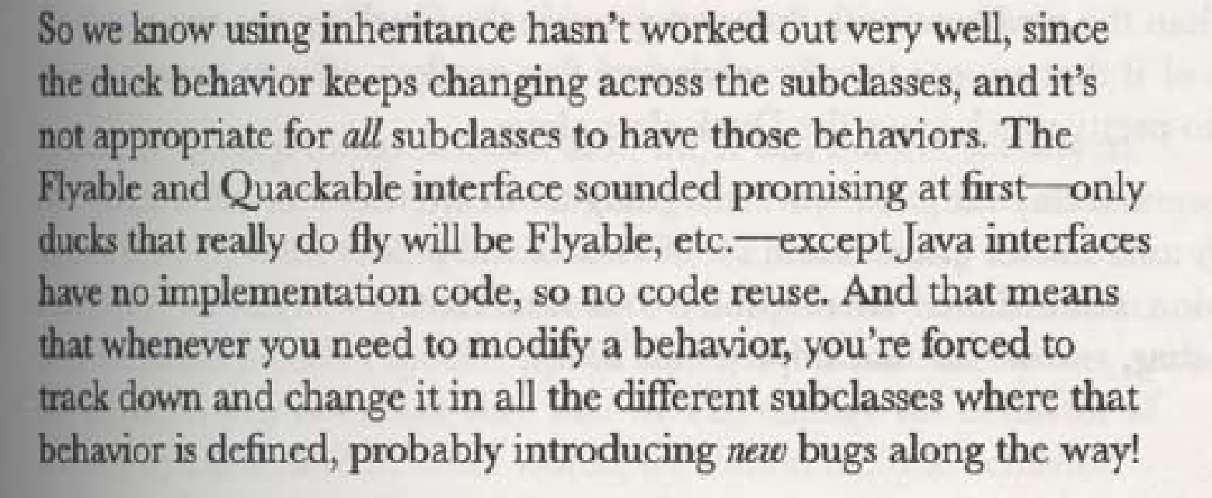 So we know using inheritance hasn't worked out very well, since
the duck behavior keeps changing across the subclasses, and it's
not appropriate for all subclasses to have those behaviors. The
Flyable and Quackable interface sounded promising at first—only
ducks that really do fly will be Flyable, etc.—except Java interfaces
have no implementation code, so no code reuse. And that means
that whenever you need to modify a behavior, you're forced to
track down and change it in all the different subclasses where that
behavior is defined, probably introducing new bugs along the way!